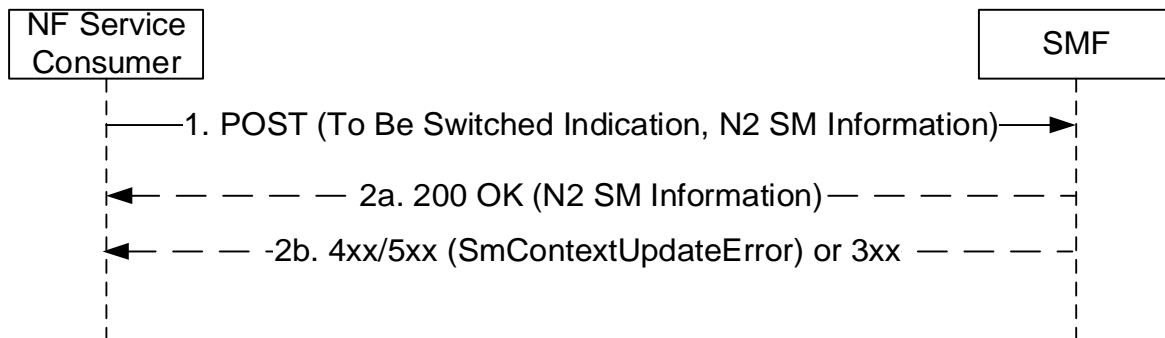 NF Service
Consumer
SMF
1. POST (To Be Switched Indication, N2 SM Information)
2a. 200 OK (N2 SM Information)
2b. 4xx/5xx (SmContextUpdateError) or 3xx